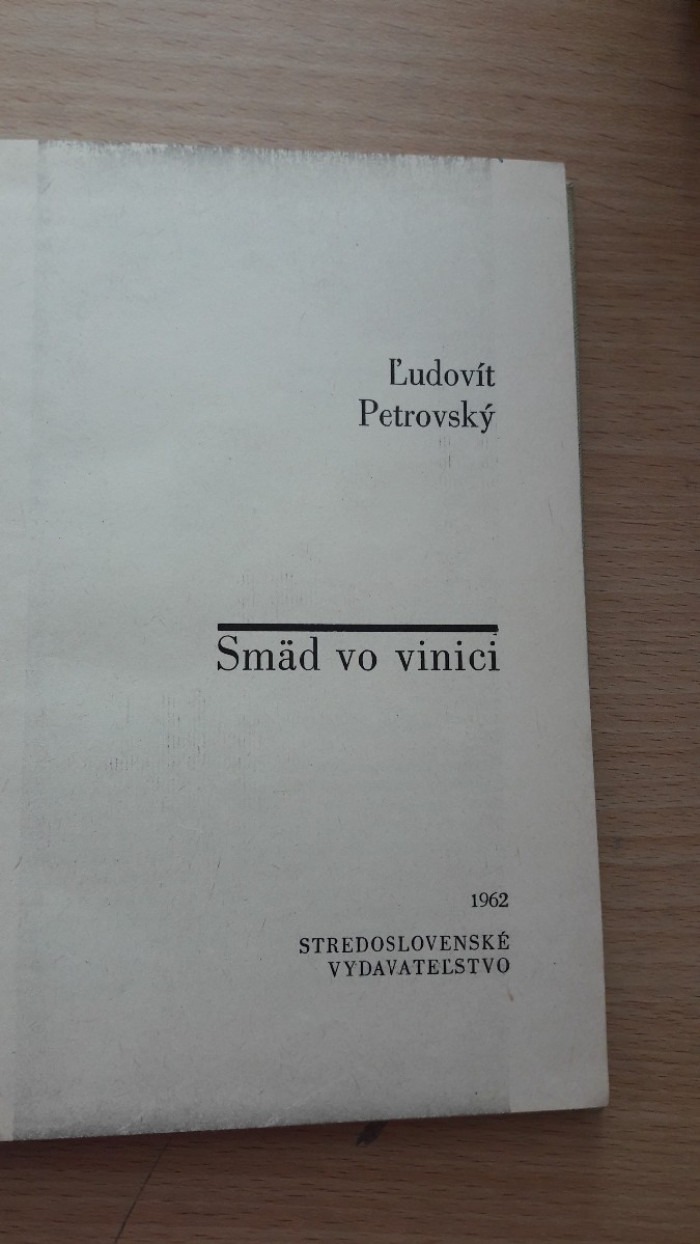 Ľudovít
Petrovský
Smäd vo vinici
1962
STREDOSLOVENSKÉ
VYDAVATEĽSTVO